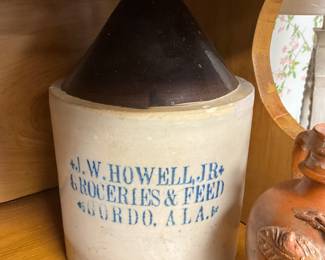 J. W. HOWELL, JR.
GROCERIES & FEED
GORDO, ALA.